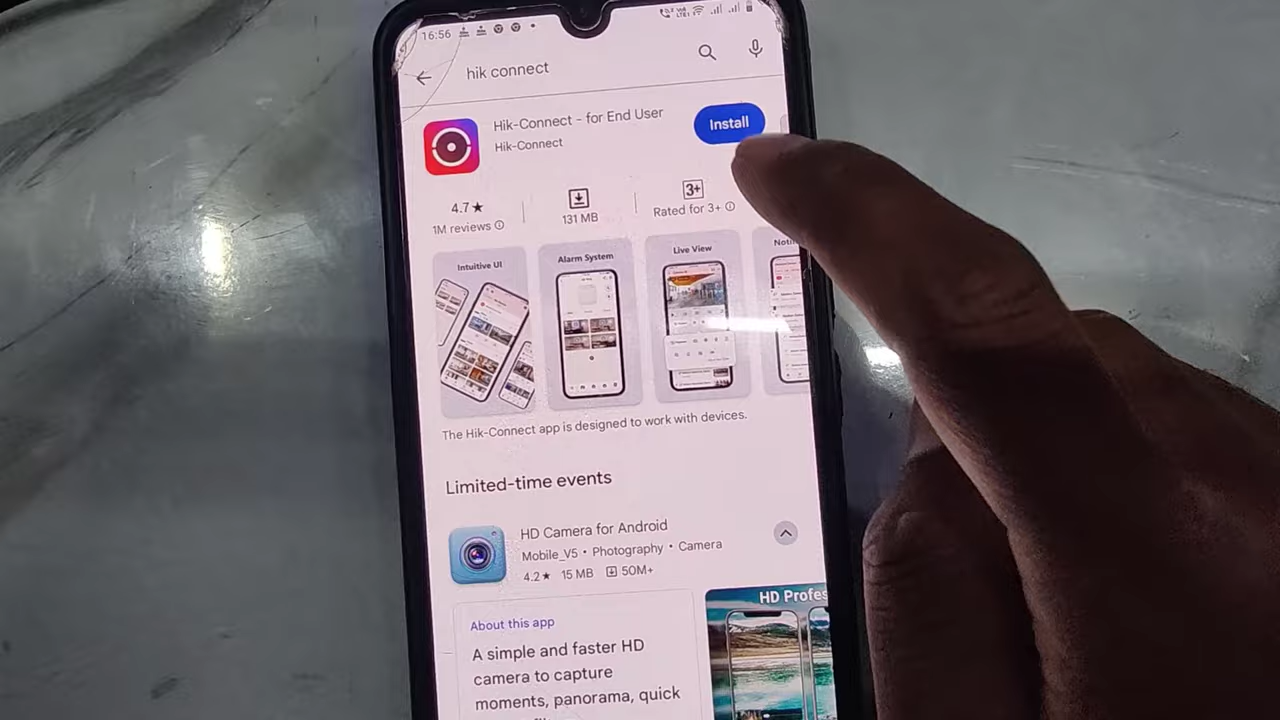 16:56
hik connect
Hik-Connect - for End User
Install
Hik-Connect
4.7★
1M reviews
131 MB
3+
Rated for 3+
Intuitive UI
Alarm System
Live View
The Hik-Connect app is designed to work with devices.
Limited-time events
HD Camera for Android
Mobile_V5 • Photography • Camera
4.2★ 15 MB 50M+
About this app
A simple and faster HD
camera to capture
moments, panorama, quick
HD Profes